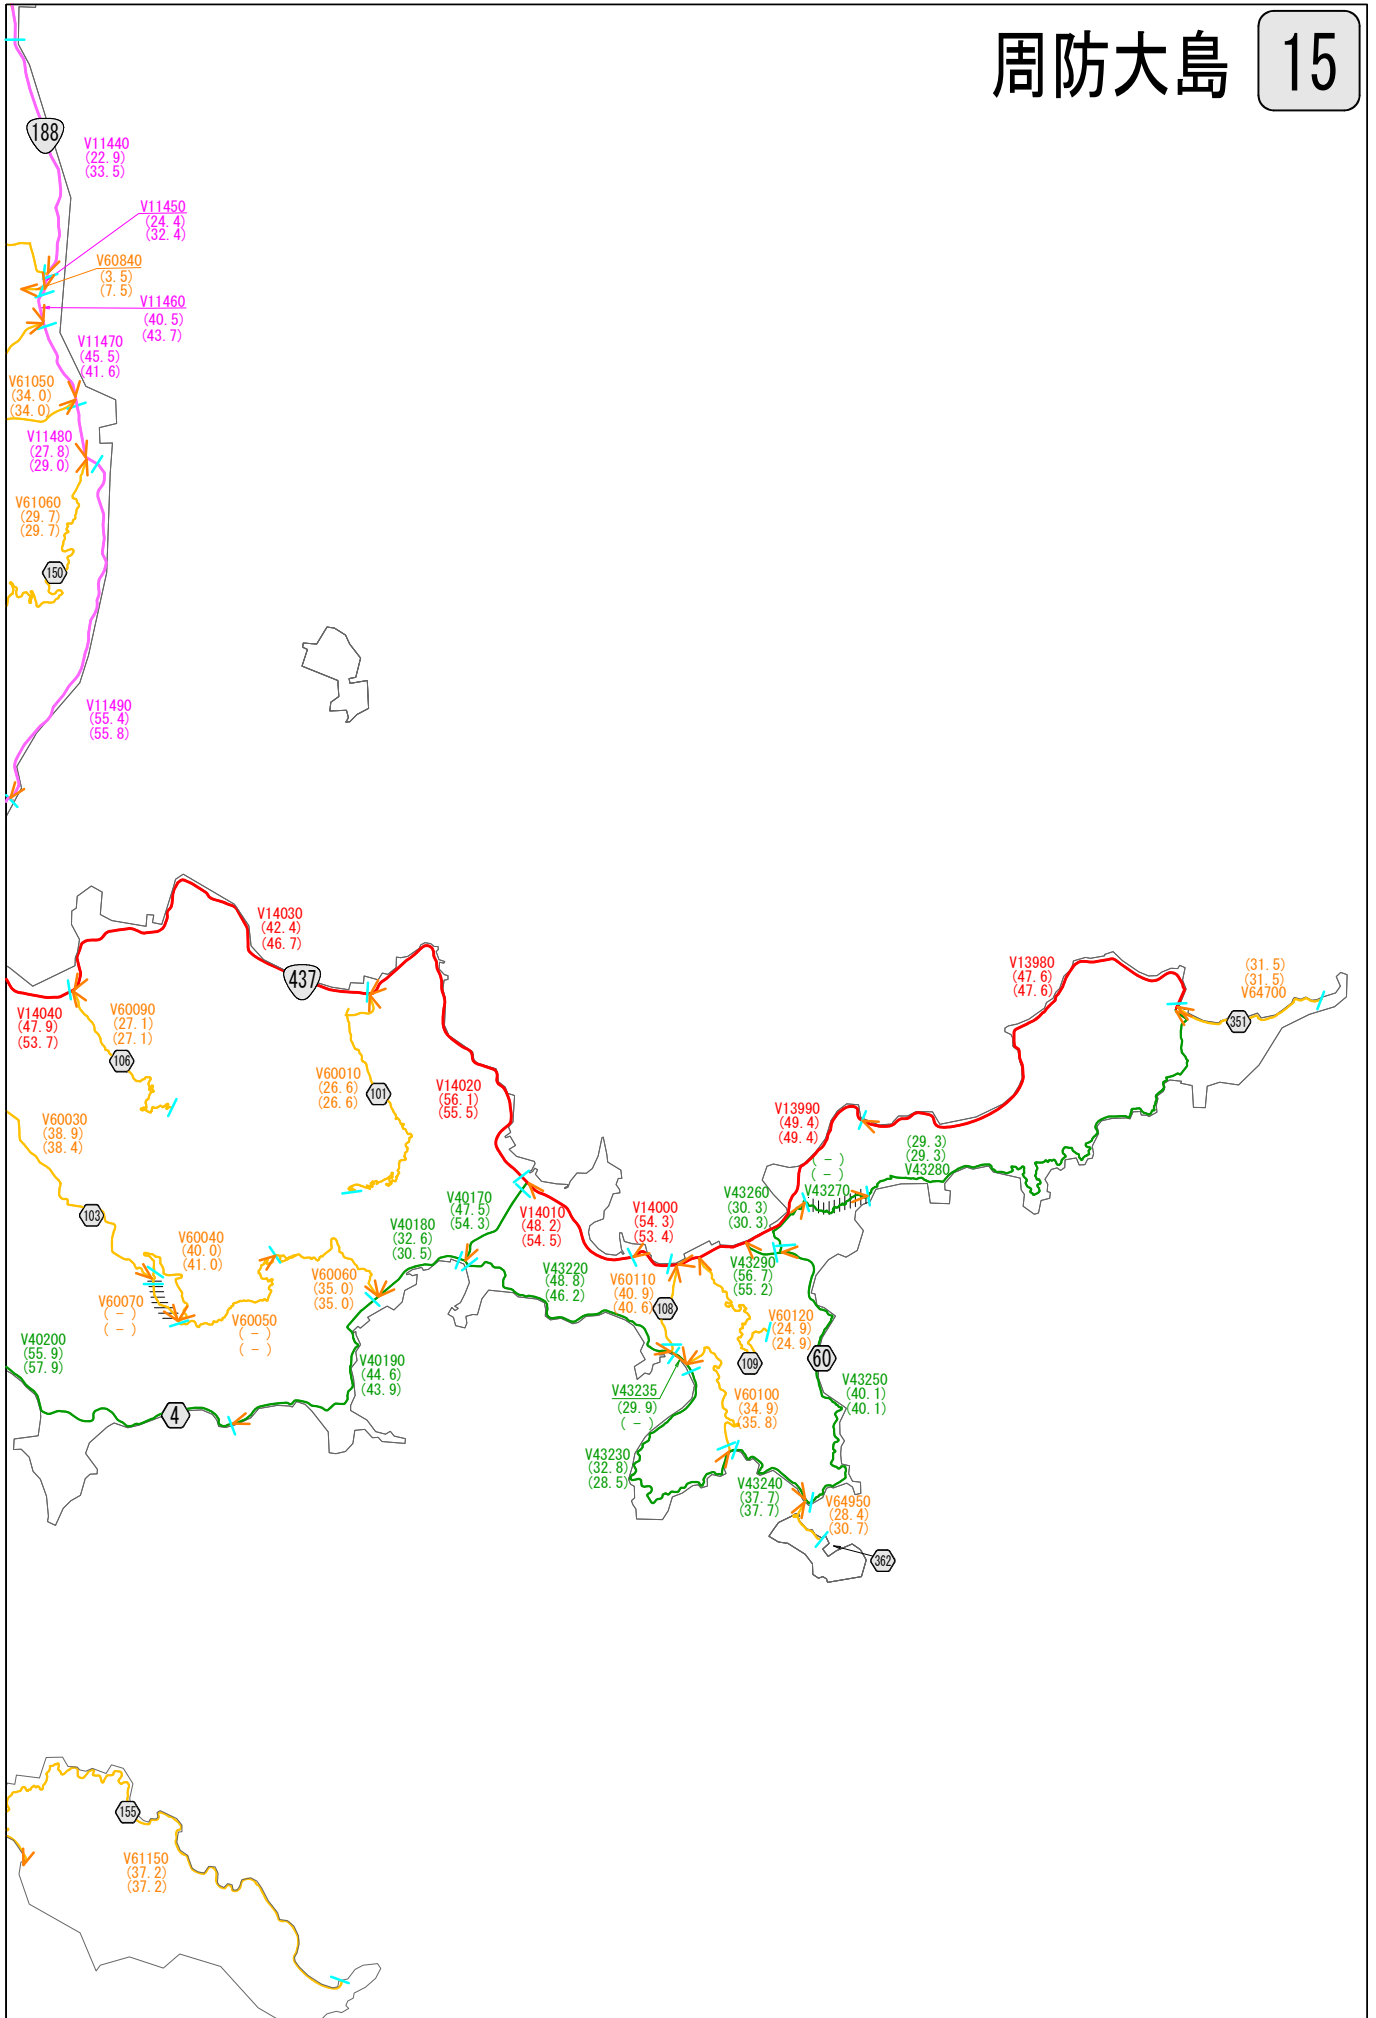 周防大島 15
188
V11440
(22.9)
(33.5)
V11450
(24.4)
(32.4)
V60840
(3.5)
(7.5)
V11460
(40.5)
(43.7)
V11470
(45.5)
(41.6)
V61050
(34.0)
(34.0)
V11480
(27.8)
(29.0)
V61060
(29.7)
(29.7)
150
V11490
(55.4)
(55.8)
V14030
(42.4)
(46.7)
437
V14040
(47.9)
(53.7)
V60090
(27.1)
(27.1)
106
V60010
(26.6)
(26.6)
101
V14020
(56.1)
(55.5)
V13980
(47.6)
(47.6)
(31.5)
(31.5)
V64700
351
V13990
(49.4)
(49.4)
(29.3)
(29.3)
V43280
(-)
(-)
V43270
V60030
(38.9)
(38.4)
103
V60040
(40.0)
(41.0)
V60070
(-)
(-)
V60050
(-)
(-)
V60060
(35.0)
(35.0)
V40180
(32.6)
(30.5)
V40170
(47.5)
(54.3)
V14010
(48.2)
(54.5)
V14000
(54.3)
(53.4)
V43260
(30.3)
(30.3)
V43290
(56.7)
(55.2)
V43220
(48.8)
(46.2)
V60110
(40.9)
(40.6)
108
V60120
(24.9)
(24.9)
109
60
V40200
(55.9)
(57.9)
4
V40190
(44.6)
(43.9)
V43235
(29.9)
(-)
V60100
(34.9)
(35.8)
V43250
(40.1)
(40.1)
V43230
(32.8)
(28.5)
V43240
(37.7)
(37.7)
V64950
(28.4)
(30.7)
362
155
V61150
(37.2)
(37.2)